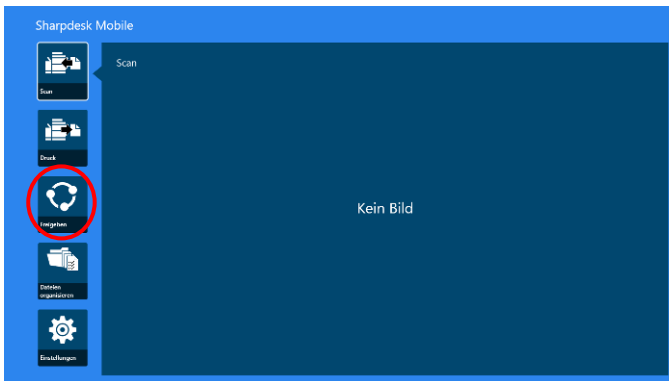 Sharpdesk Mobile
Scan
Scan
Druck
Freigeben
Dateien
organisieren
Einstellungen
Kein Bild